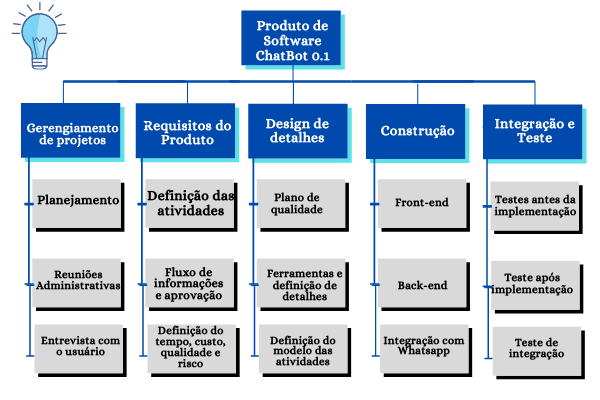 Produto de
Software
ChatBot 0.1
Gerengiamento
de projetos
Requisitos do
Produto
Design de
detalhes
Construção
Integração e
Teste
Planejamento
Definição das
atividades
Plano de
qualidade
Front-end
Testes antes da
implementação
Reuniões
Administrativas
Fluxo de
informações
e aprovação
Ferramentas e
definição de
detalhes
Back-end
Teste após
implementação
Entrevista com
o usuário
Definição do
tempo, custo,
qualidade e
risco
Definição do
modelo das
atividades
Integração com
Whatsapp
Teste de
integração